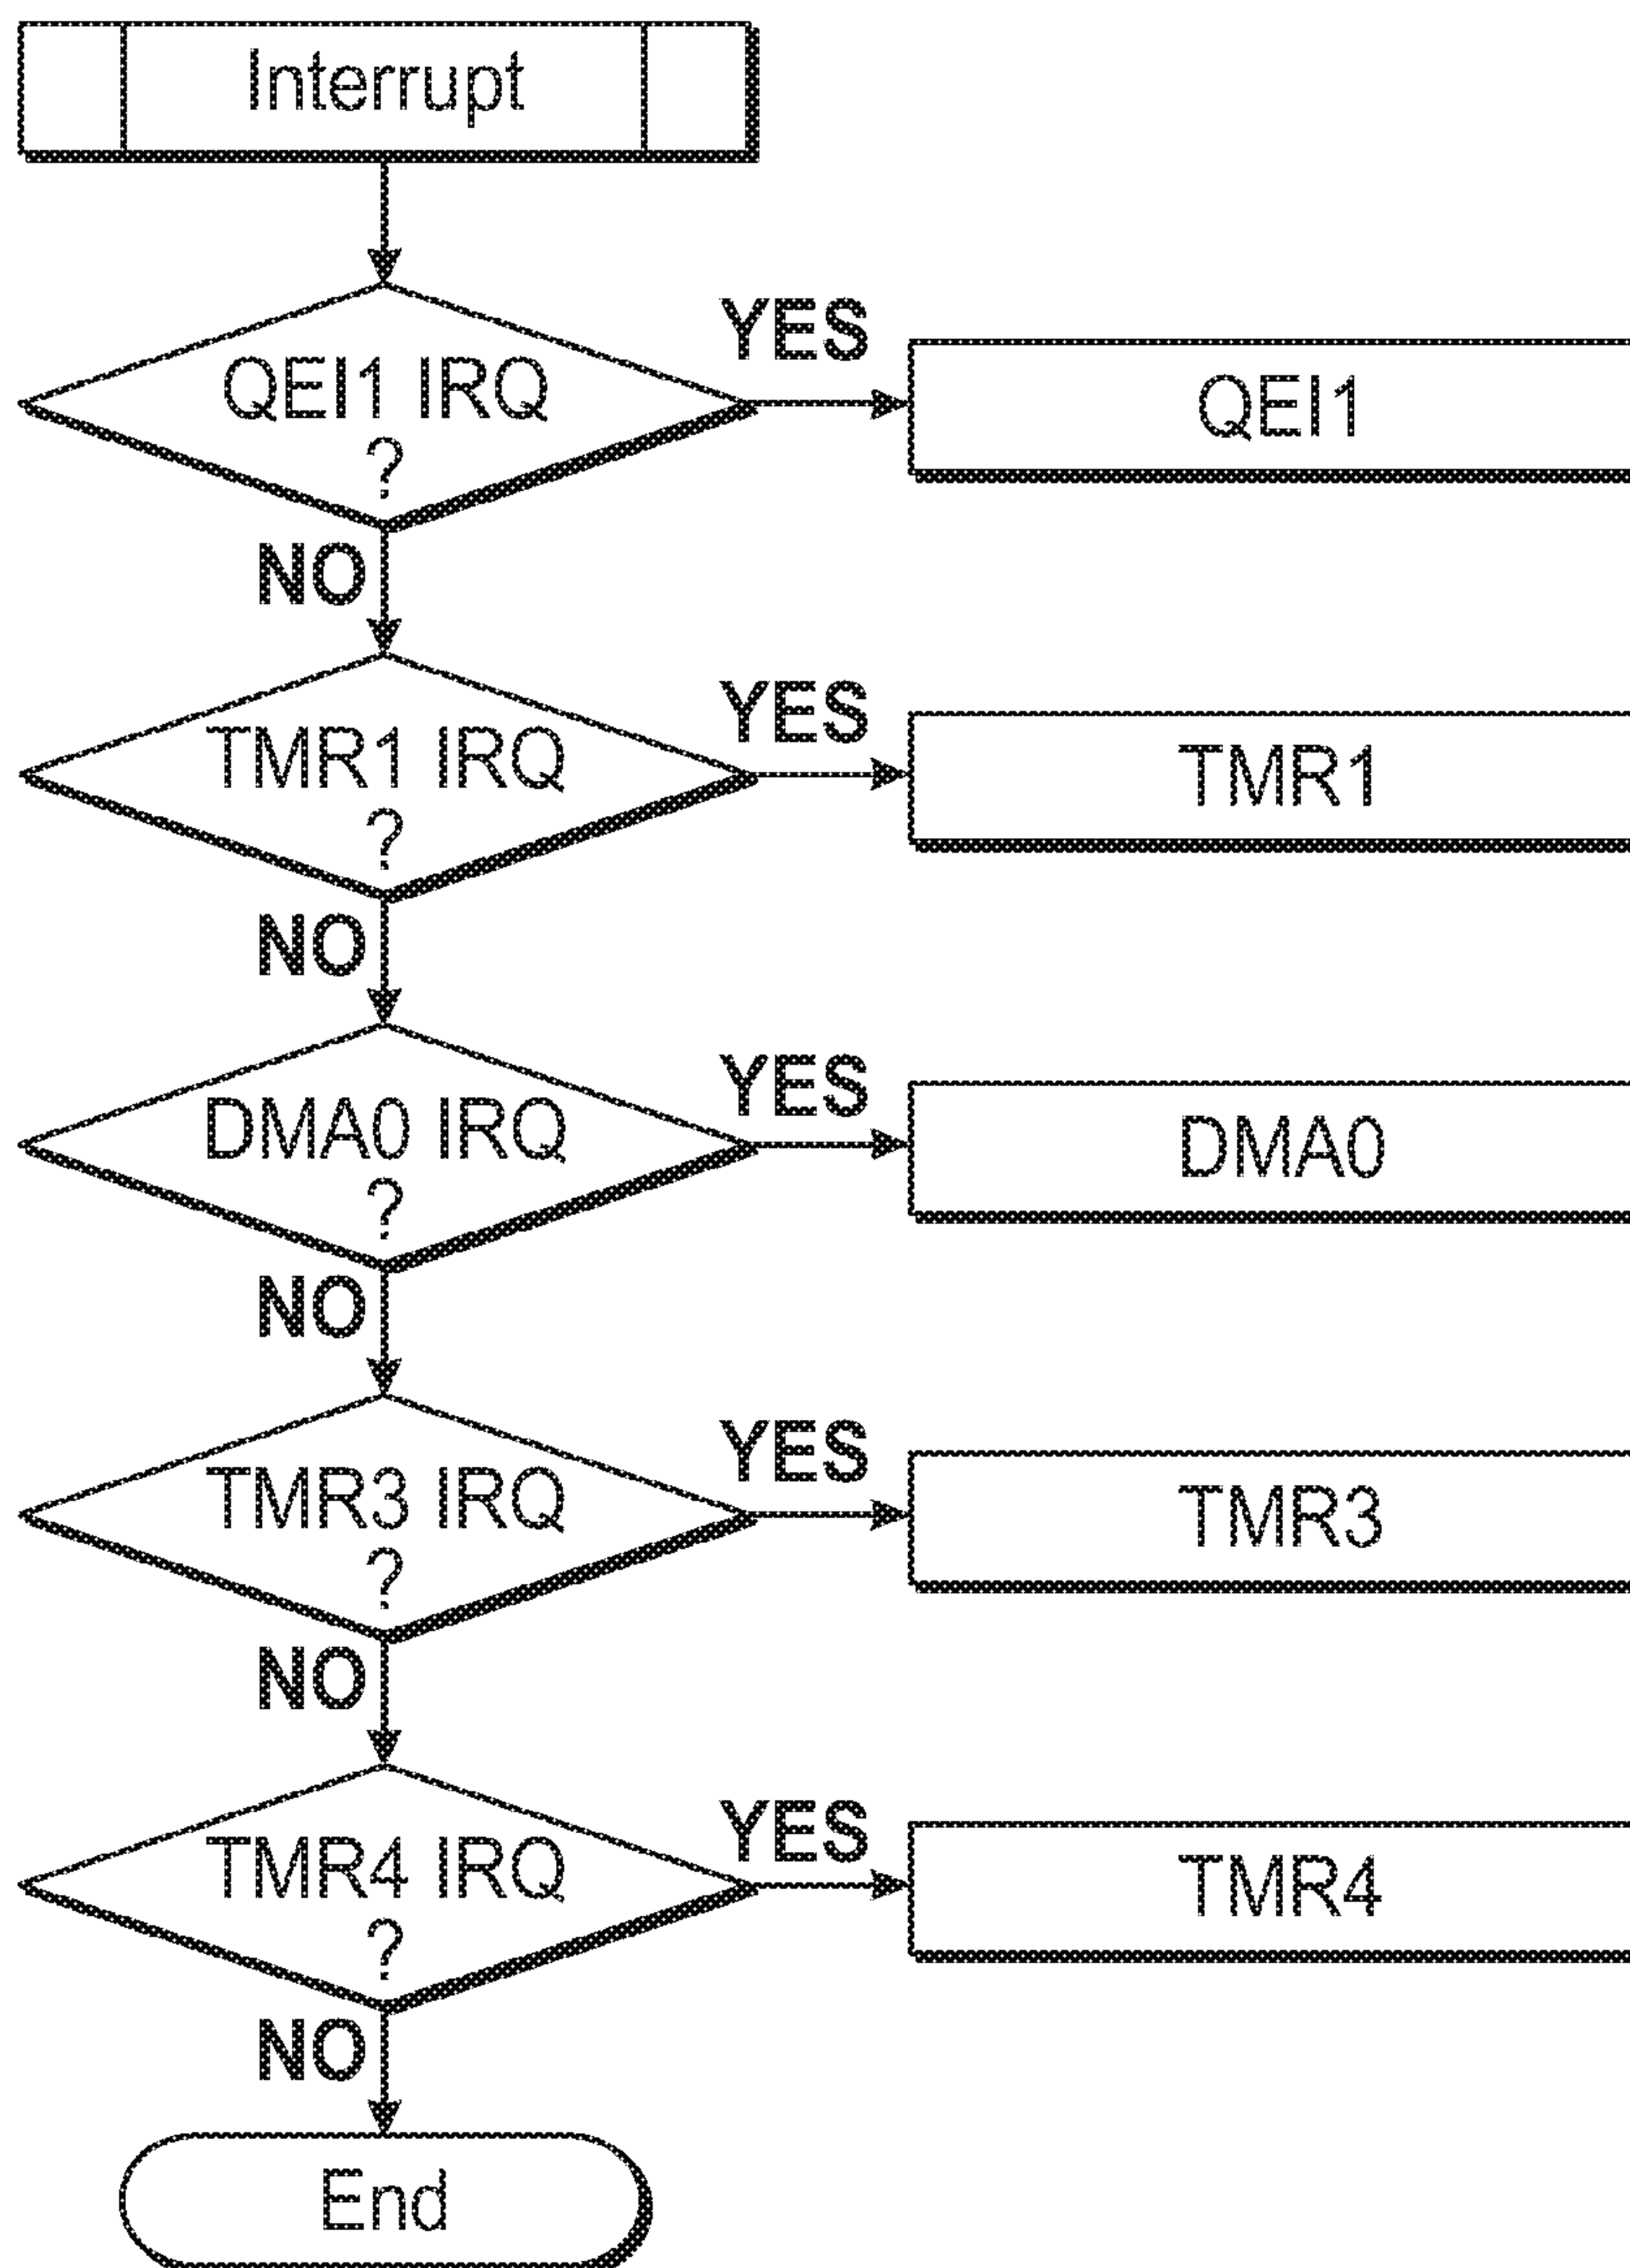 Interrupt
YES
QEI1 IRQ
?
QEI1
NO
YES
TMR1 IRQ
?
TMR1
NO
YES
DMA0 IRQ
?
DMA0
NO
YES
TMR3 IRQ
?
TMR3
NO
YES
TMR4 IRQ
?
TMR4
NO
End